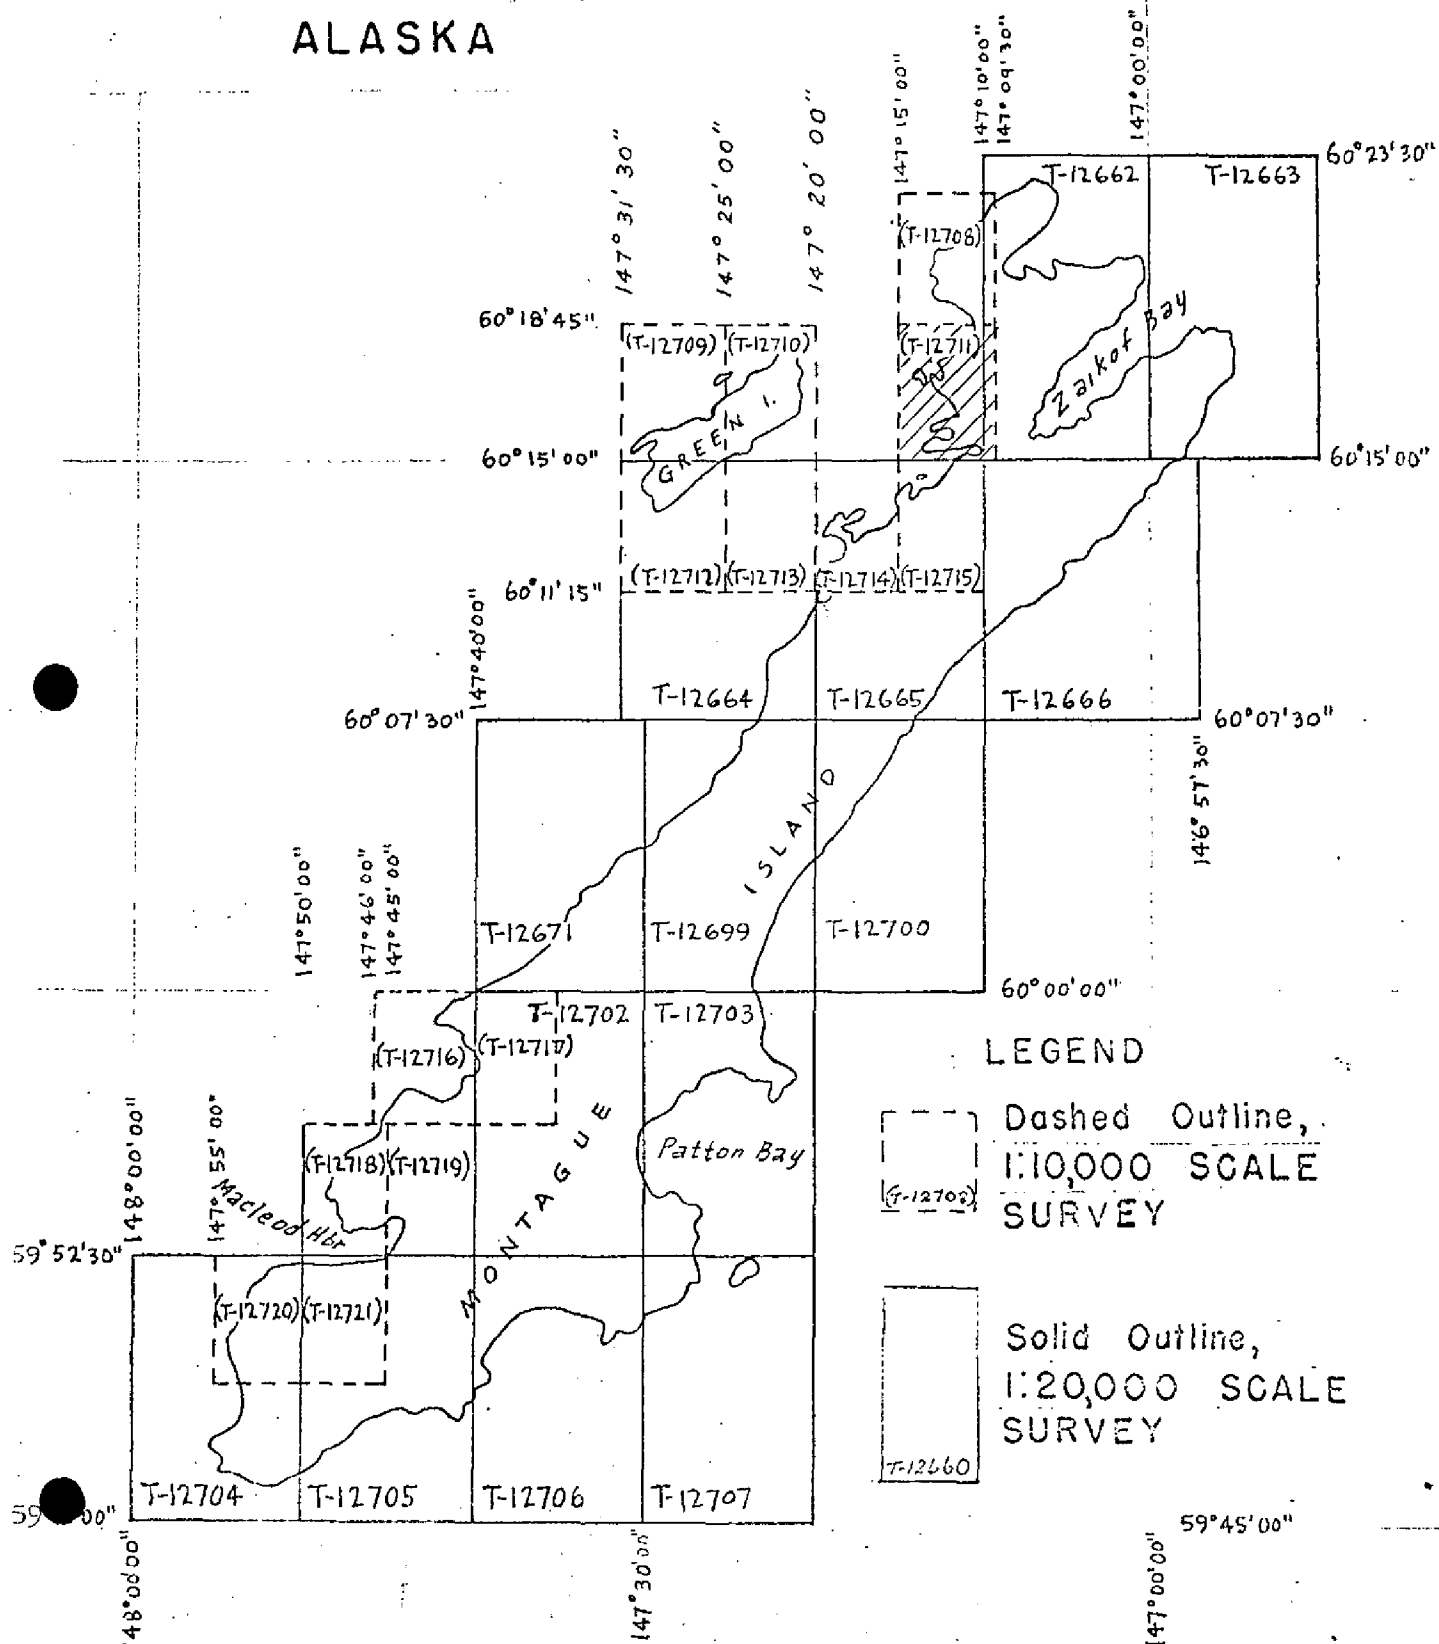 ALASKA
147°31'30"
147°25'00"
147°20'00"
147°15'00"
147°10'00"
147°09'30"
147°00'00"
T-12662
T-12663
60°23'30"
(T-12708)
60°18'45"
(T-12709)
(T-12710)
(T-12711)
Zaikof Bay
GREEN I.
60°15'00"
60°15'00"
60°11'15"
(T-12712)
(T-12713)
(T-12714)
(T-12715)
147°40'00"
T-12664
T-12665
T-12666
60°07'30"
60°07'30"
146°57'30"
ISLAND
147°50'00"
147°46'00"
147°45'00"
T-12671
T-12699
T-12700
60°00'00"
T-12702
T-12703
(T-12716)
(T-12717)
LEGEND
Dashed Outline,
1:10,000 SCALE
SURVEY
(T-12708)
148°00'00"
147°55'00"
(T-12718)
(T-12719)
Patton Bay
Macleod Hbr
MONTAGUE
59°52'30"
(T-12720)
(T-12721)
Solid Outline,
1:20,000 SCALE
SURVEY
T-12660
T-12704
T-12705
T-12706
T-12707
59 00"
59°45'00"
48°00'00"
147°30'00"
147°00'00"